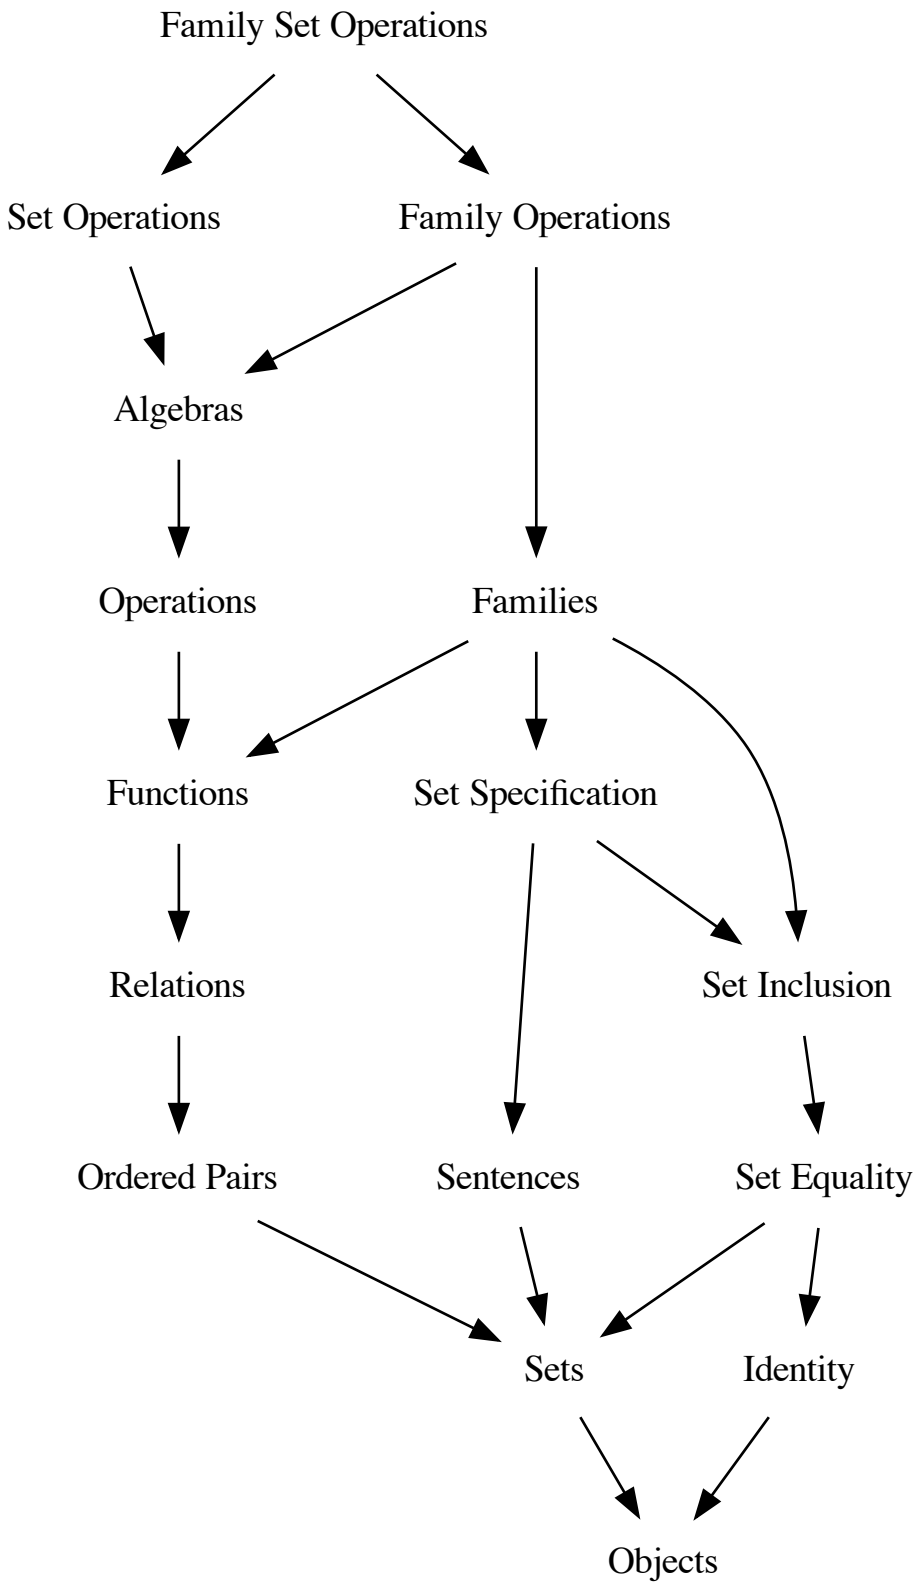 Family Set Operations
Set Operations
Family Operations
Algebras
Operations
Families
Functions
Set Specification
Relations
Set Inclusion
Ordered Pairs
Sentences
Set Equality
Sets
Identity
Objects